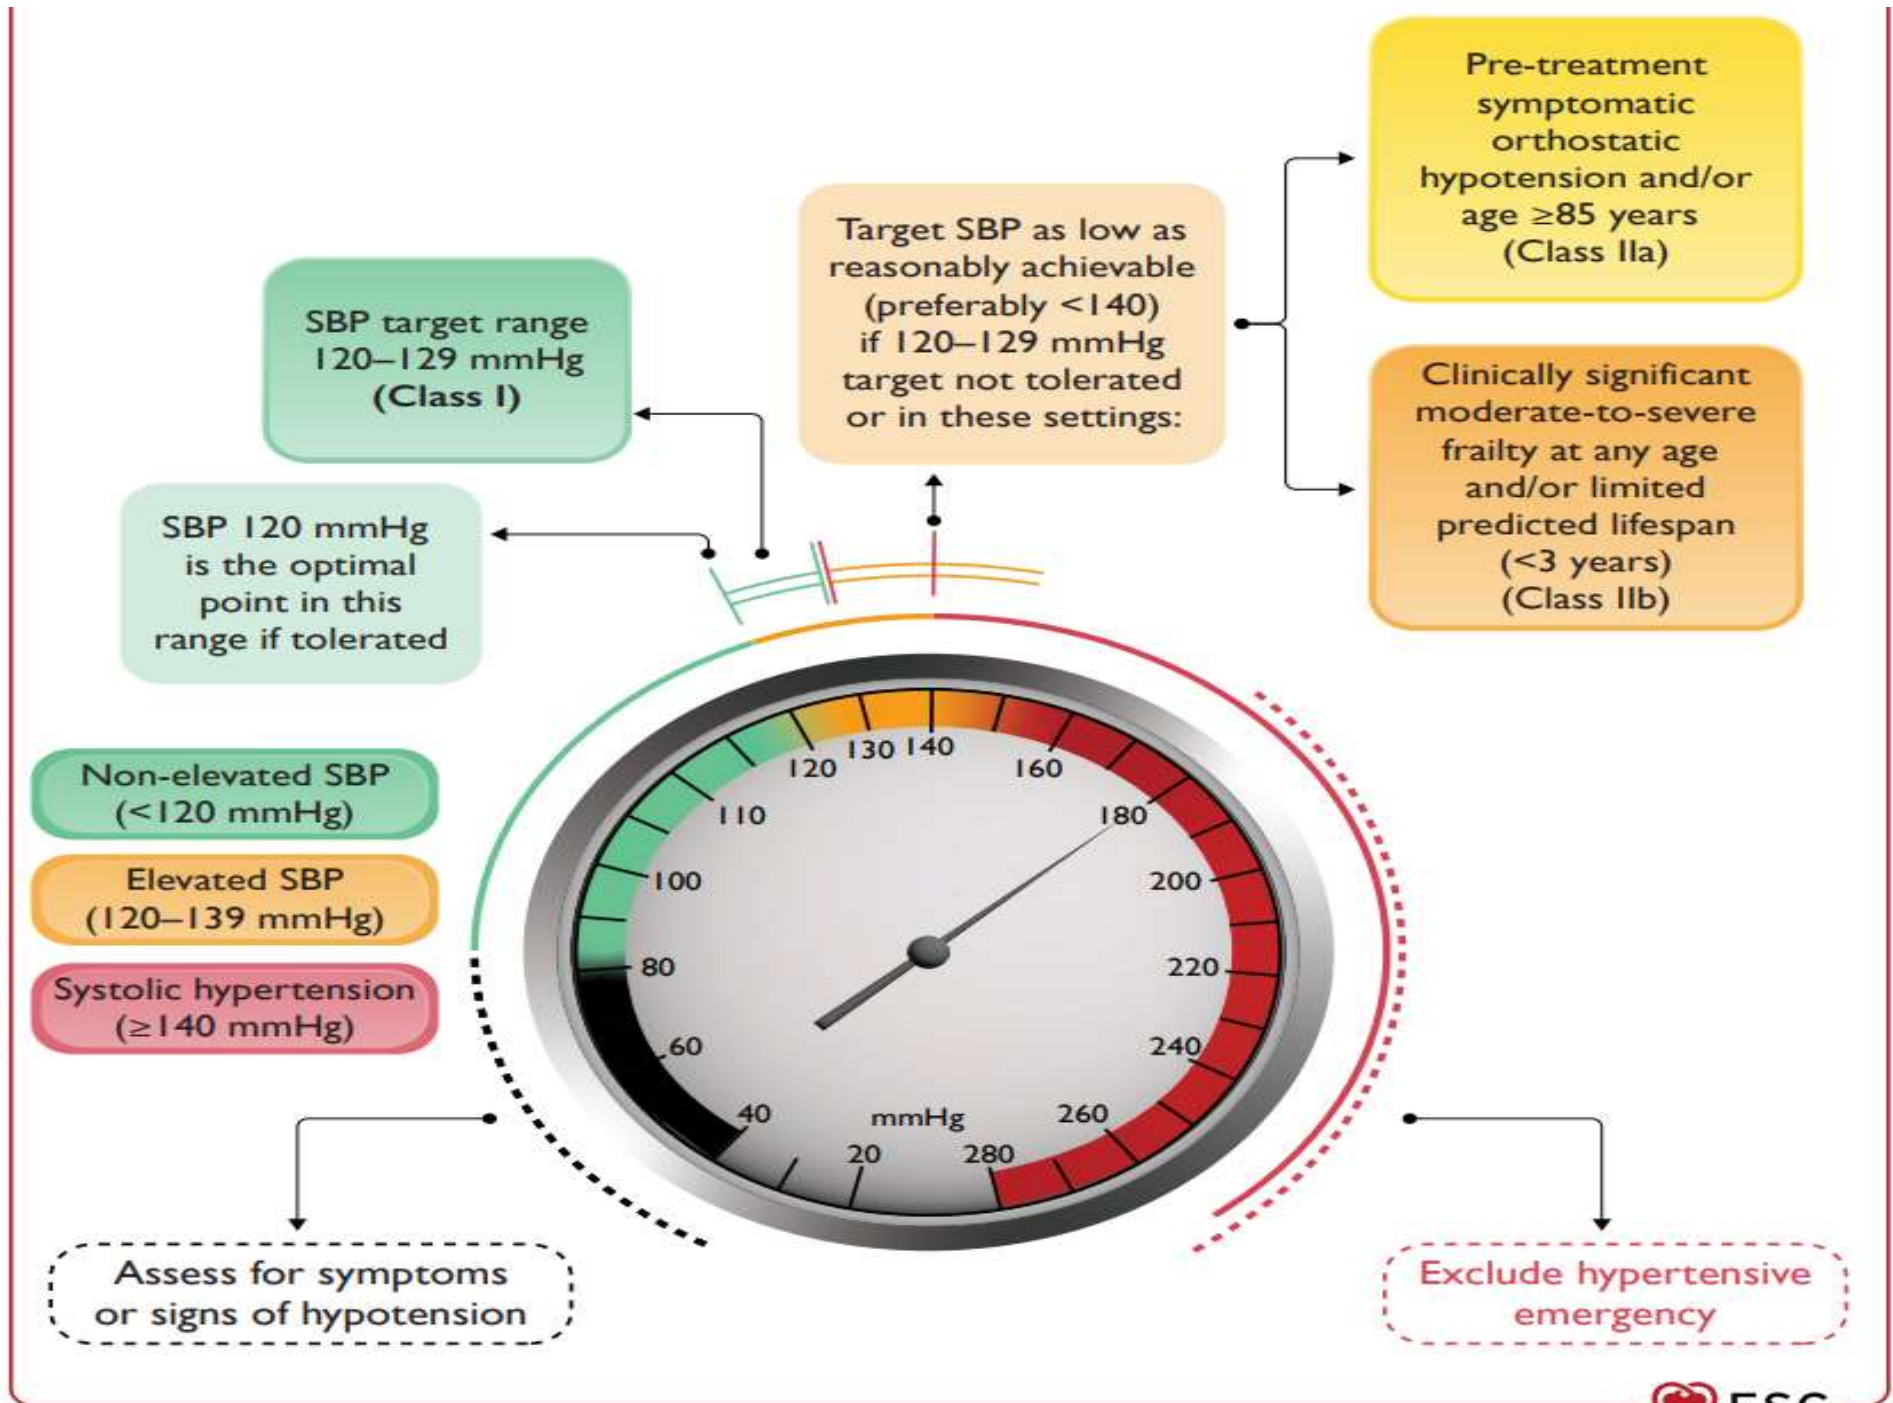 Pre-treatment
symptomatic
orthostatic
hypotension and/or
age ≥85 years
(Class IIa)
Target SBP as low as
reasonably achievable
(preferably <140)
if 120–129 mmHg
target not tolerated
or in these settings:
SBP target range
120–129 mmHg
(Class I)
Clinically significant
moderate-to-severe
frailty at any age
and/or limited
predicted lifespan
(<3 years)
(Class IIb)
SBP 120 mmHg
is the optimal
point in this
range if tolerated
Non-elevated SBP
(<120 mmHg)
Elevated SBP
(120–139 mmHg)
Systolic hypertension
(≥140 mmHg)
130 140
120
160
110
180
100
200
80
220
60
240
40
mmHg
260
20
280
Assess for symptoms
or signs of hypotension
Exclude hypertensive
emergency
ESC